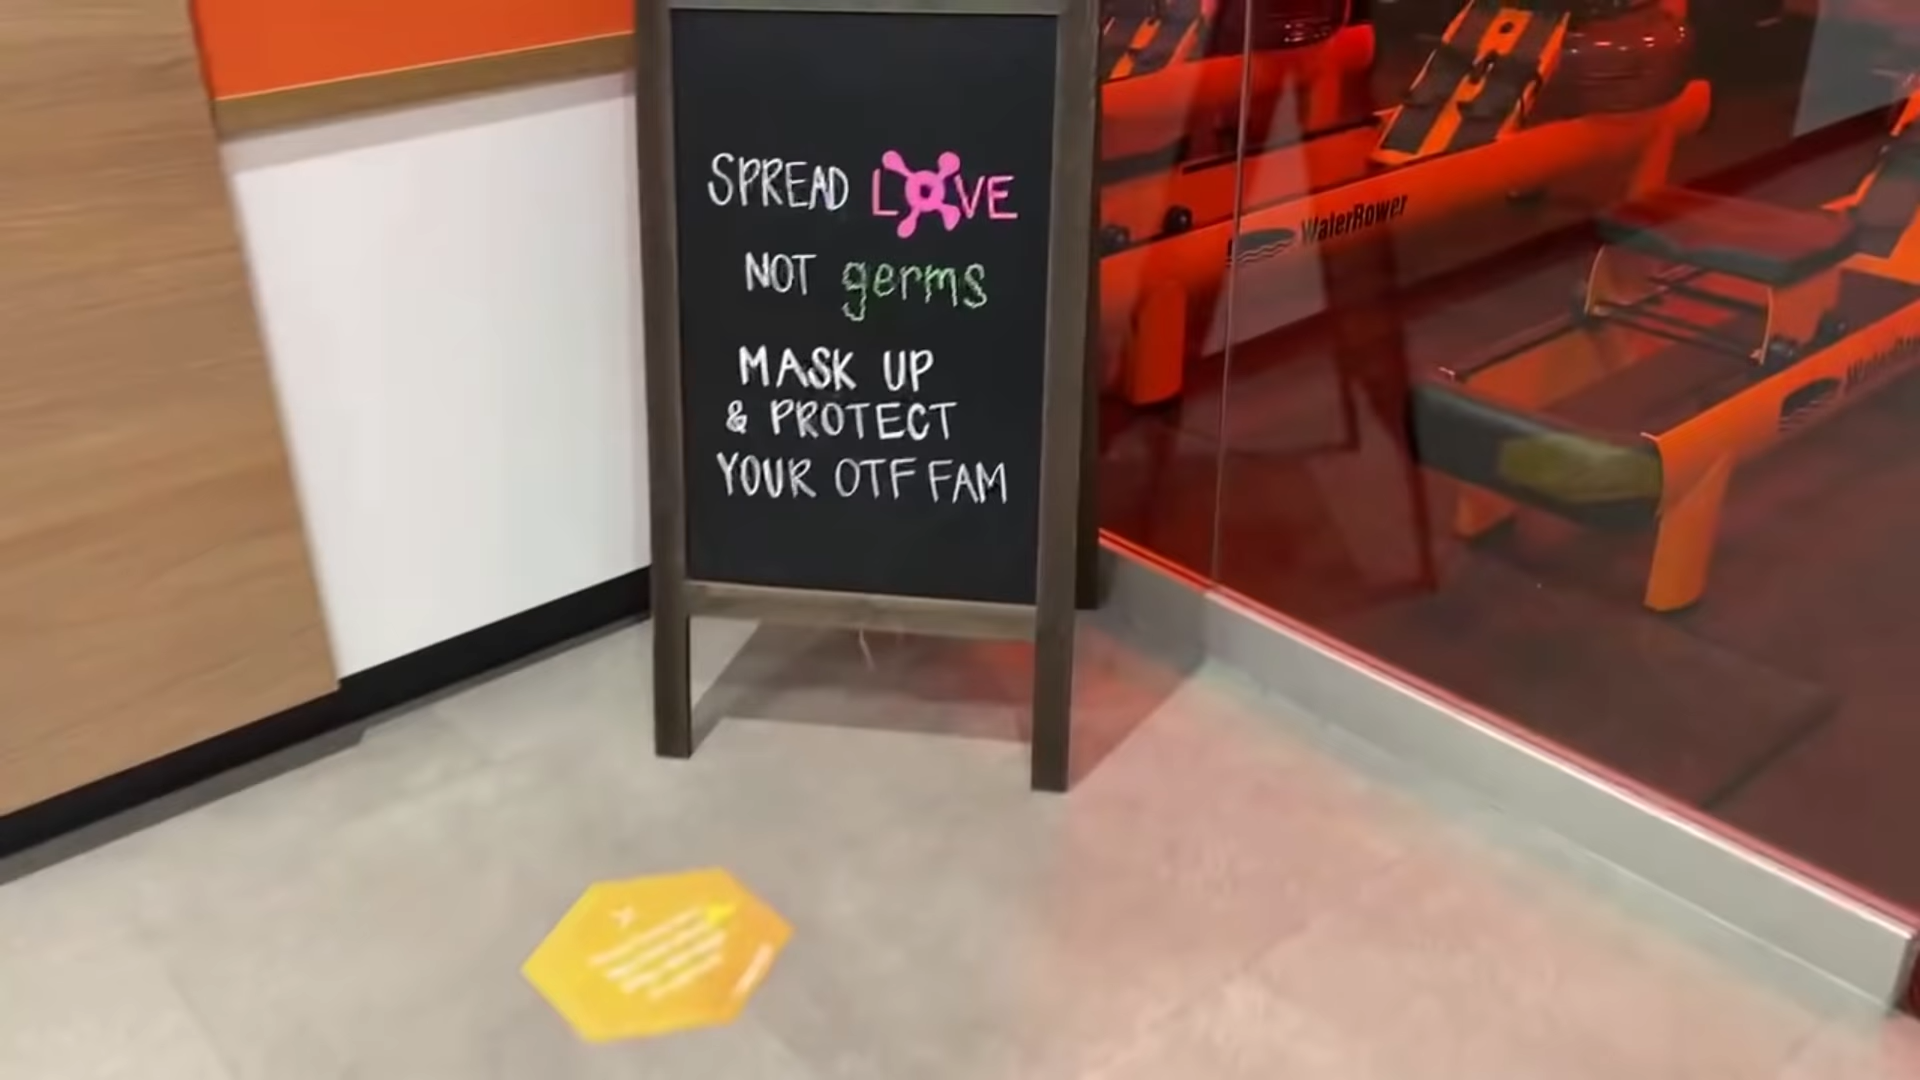 SPREAD LOVE
NOT germs
MASK UP
& PROTECT
YOUR OTF FAM
WaterRower